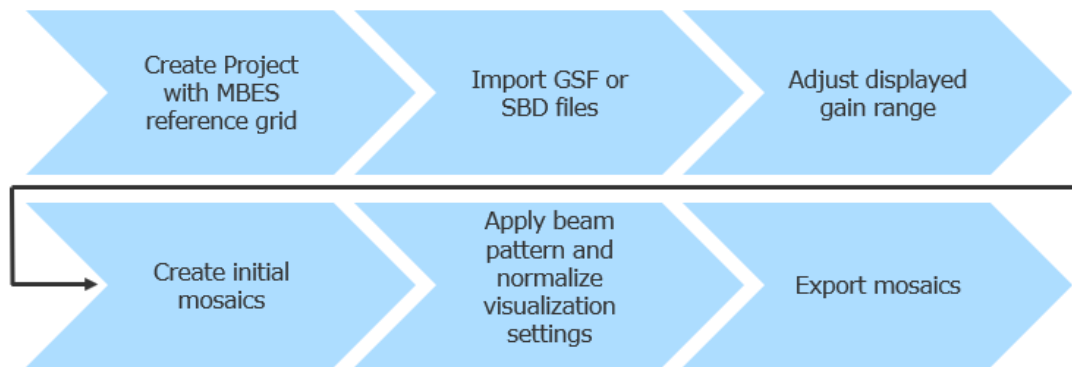 Create Project
with MBES
reference grid
Import GSF or
SBD files
Adjust displayed
gain range
Create initial
mosaics
Apply beam
pattern and
normalize
visualization
settings
Export mosaics